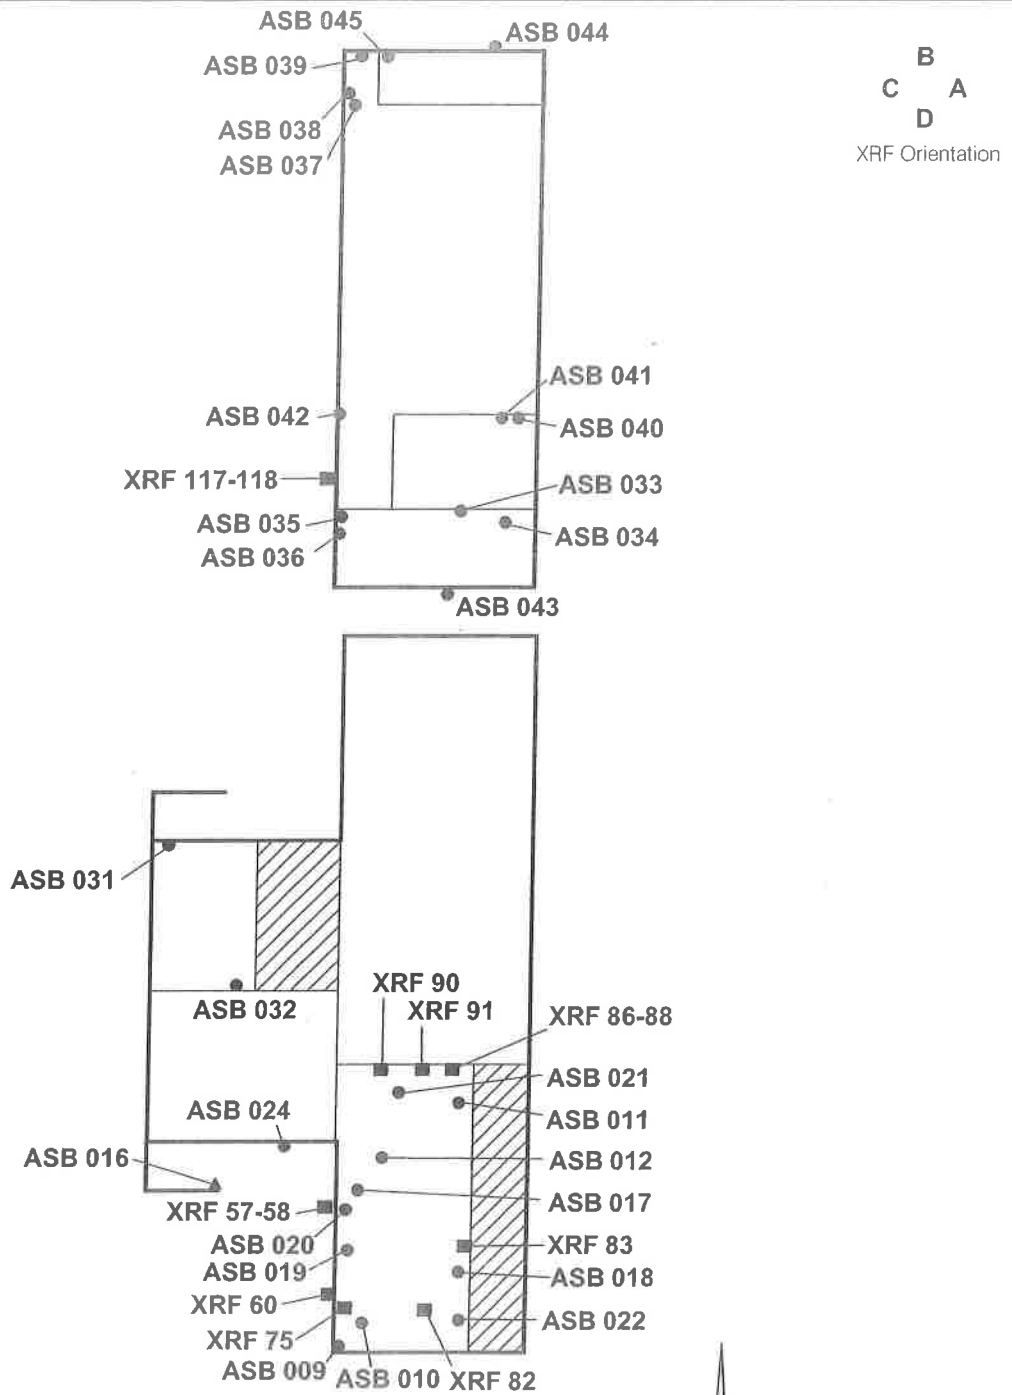 ASB 045
ASB 044
ASB 039
B
C A
D
XRF Orientation
ASB 038
ASB 037
ASB 041
ASB 042
ASB 040
XRF 117-118
ASB 033
ASB 035
ASB 034
ASB 036
ASB 043
ASB 031
XRF 90
ASB 032
XRF 91
XRF 86-88
ASB 021
ASB 024
ASB 011
ASB 016
ASB 012
ASB 017
XRF 57-58
ASB 020
XRF 83
ASB 019
ASB 018
XRF 60
ASB 022
XRF 75
ASB 009
ASB 010
XRF 82